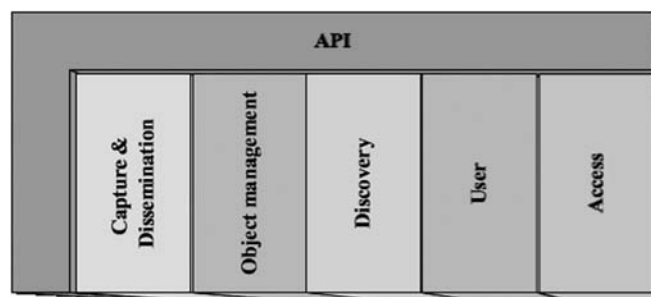 API
Capture &
Dissemination
Object management
Discovery
User
Access